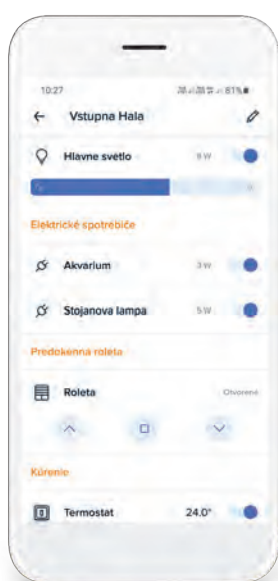 10:27 81%
Vstupna Hala
Hlavne svetlo 8 W
Elektrické spotrebiče
Akvarium 3 W
Stojanova lampa 5 W
Predokenna roleta
Roleta Otvorené
Kúrenie
Termostat 24.0°